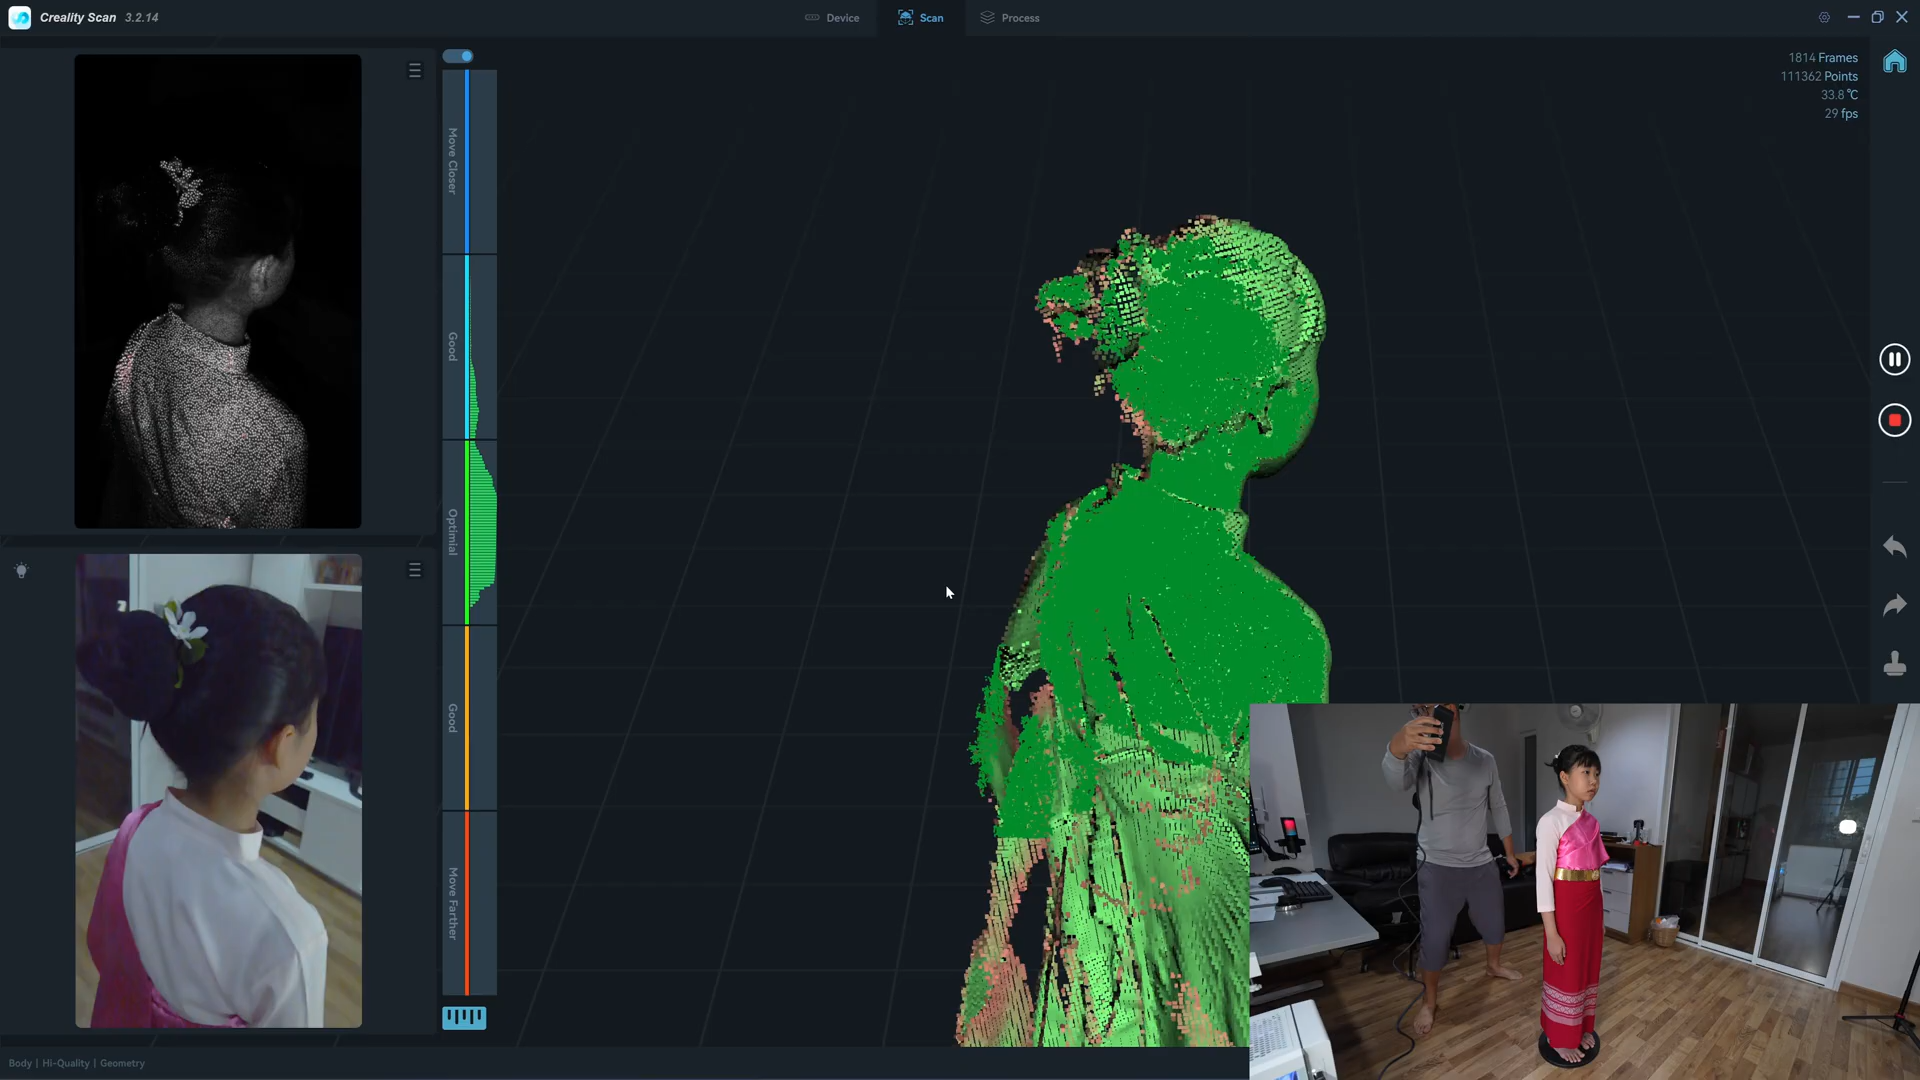 Creality Scan 3.2.14
Device
Scan
Process
1814 Frames
111362 Points
33.8 ℃
29 fps
Move Closer
Good
Optimial
Good
Move Farther
Body | Hi-Quality | Geometry